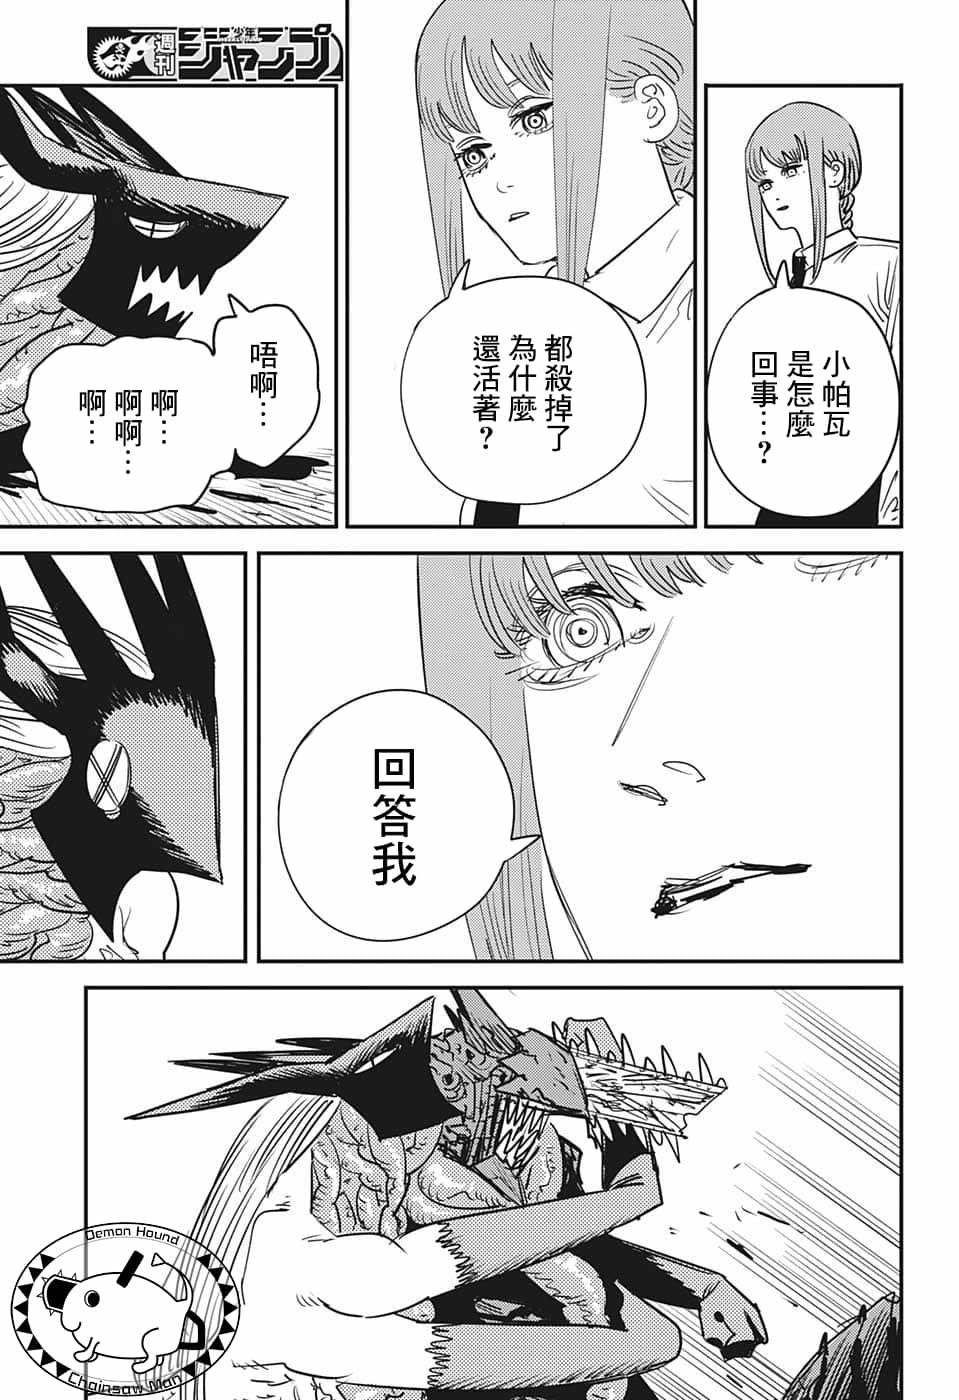 週刊
少年
ジャンプ
小帕瓦
是怎麼
回事…?
都殺掉了
為什麼
還活著?
唔啊…
啊…
啊啊…
啊…
回答我
Demon Hound
Chainsaw Man